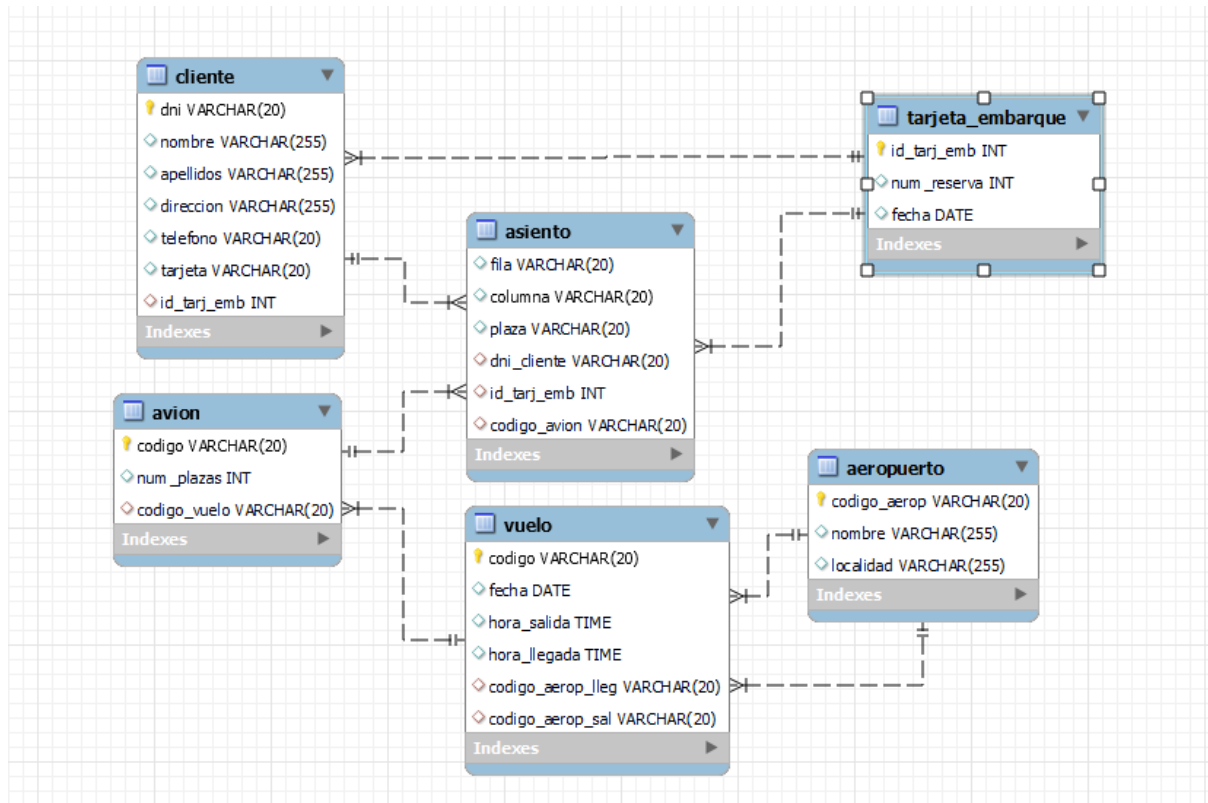 cliente
dni VARCHAR(20)
nombre VARCHAR(255)
apellidos VARCHAR(255)
direccion VARCHAR(255)
telefono VARCHAR(20)
tarjeta VARCHAR(20)
id_tarj_emb INT
Indexes
tarjeta_embarque
id_tarj_emb INT
num_reserva INT
fecha DATE
Indexes
asiento
fila VARCHAR(20)
columna VARCHAR(20)
plaza VARCHAR(20)
dni_cliente VARCHAR(20)
id_tarj_emb INT
codigo_avion VARCHAR(20)
Indexes
avion
codigo VARCHAR(20)
num_plazas INT
codigo_vuelo VARCHAR(20)
Indexes
vuelo
codigo VARCHAR(20)
fecha DATE
hora_salida TIME
hora_llegada TIME
codigo_aerop_lleg VARCHAR(20)
codigo_aerop_sal VARCHAR(20)
Indexes
aeropuerto
codigo_aerop VARCHAR(20)
nombre VARCHAR(255)
localidad VARCHAR(255)
Indexes